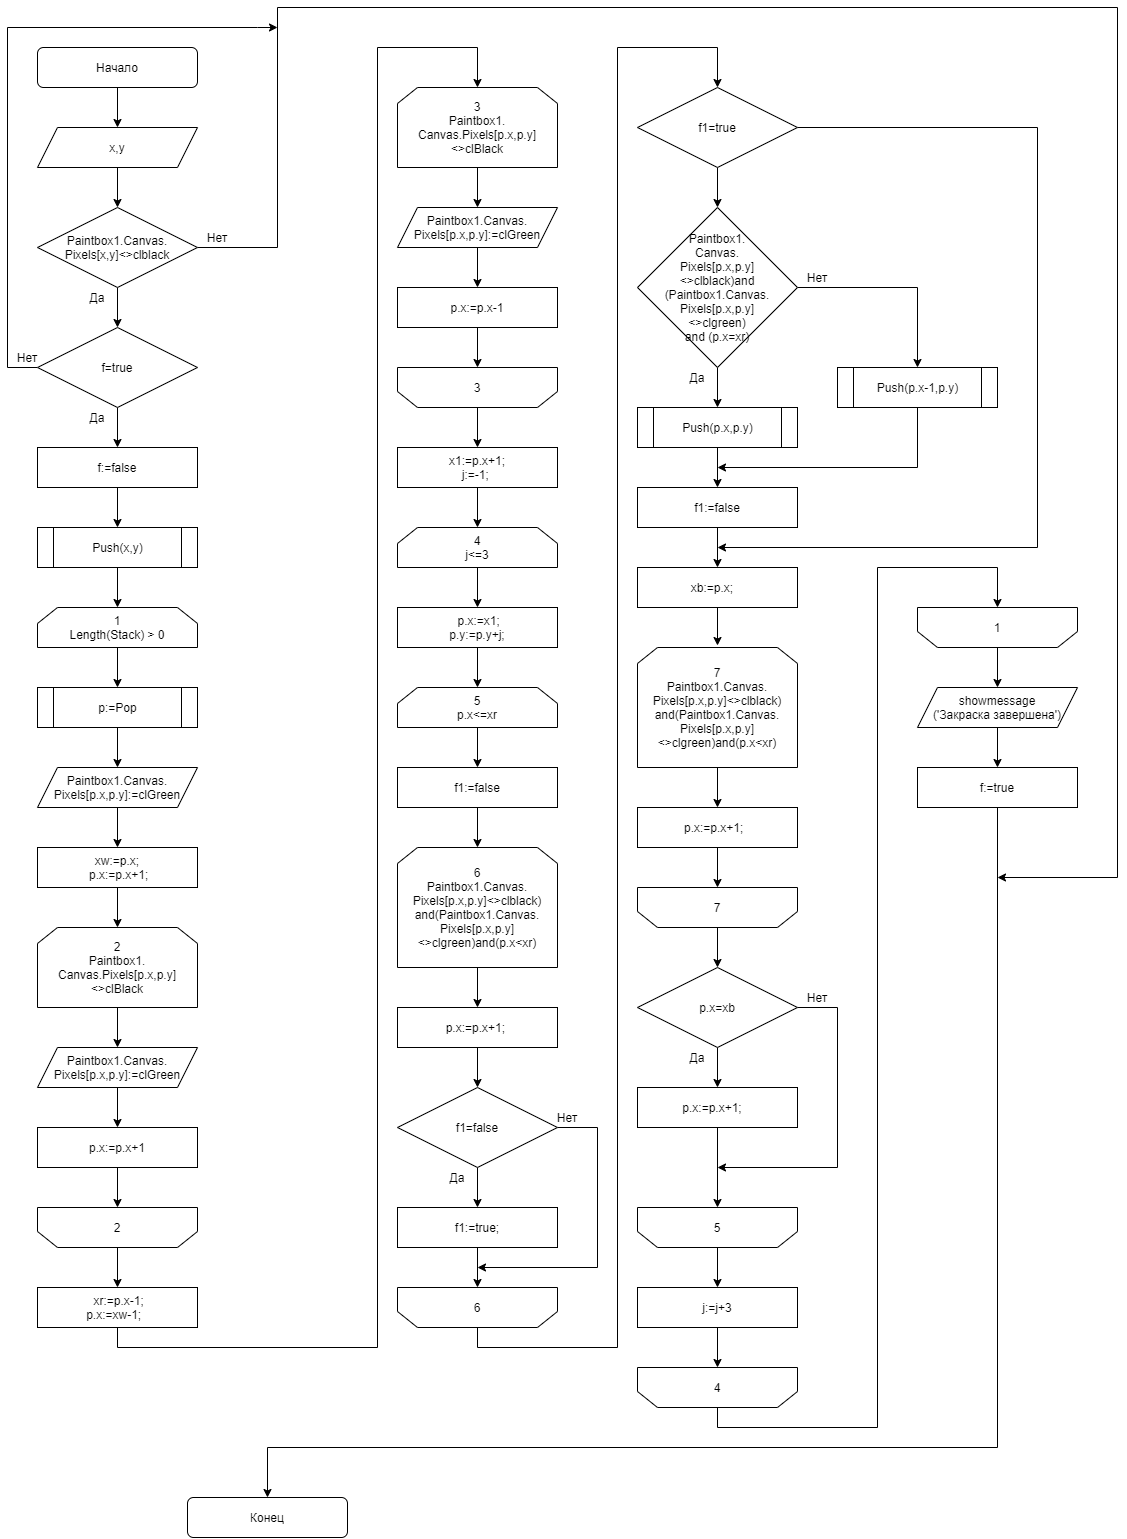 Начало
x,y
Paintbox1.Canvas.
Pixels[x,y]<>clblack
Нет
Да
f=true
Нет
Да
f:=false
Push(x,y)
1
Length(Stack) > 0
p:=Pop
Paintbox1.Canvas.
Pixels[p.x,p.y]:=clGreen
xw:=p.x;
p.x:=p.x+1;
2
Paintbox1.
Canvas.Pixels[p.x,p.y]
<>clBlack
Paintbox1.Canvas.
Pixels[p.x,p.y]:=clGreen
p.x:=p.x+1
2
xr:=p.x-1;
p.x:=xw-1;
3
Paintbox1.
Canvas.Pixels[p.x,p.y]
<>clBlack
Paintbox1.Canvas.
Pixels[p.x,p.y]:=clGreen
p.x:=p.x-1
3
x1:=p.x+1;
j:=-1;
4
j<=3
p.x:=x1;
p.y:=p.y+j;
5
p.x<=xr
f1:=false
6
Paintbox1.Canvas.
Pixels[p.x,p.y]<>clblack)
and(Paintbox1.Canvas.
Pixels[p.x,p.y]
<>clgreen)and(p.x<xr)
p.x:=p.x+1;
f1=false
Нет
Да
f1:=true;
6
f1=true
Paintbox1.
Canvas.
Pixels[p.x,p.y]
<>clblack)and
(Paintbox1.Canvas.
Pixels[p.x,p.y]
<>clgreen)
and (p.x=xr)
Нет
Да
Push(p.x-1,p.y)
Push(p.x,p.y)
f1:=false
xb:=p.x;
7
Paintbox1.Canvas.
Pixels[p.x,p.y]<>clblack)
and(Paintbox1.Canvas.
Pixels[p.x,p.y]
<>clgreen)and(p.x<xr)
p.x:=p.x+1;
7
p.x=xb
Нет
Да
p.x:=p.x+1;
5
j:=j+3
4
1
showmessage
('Закраска завершена')
f:=true
Конец